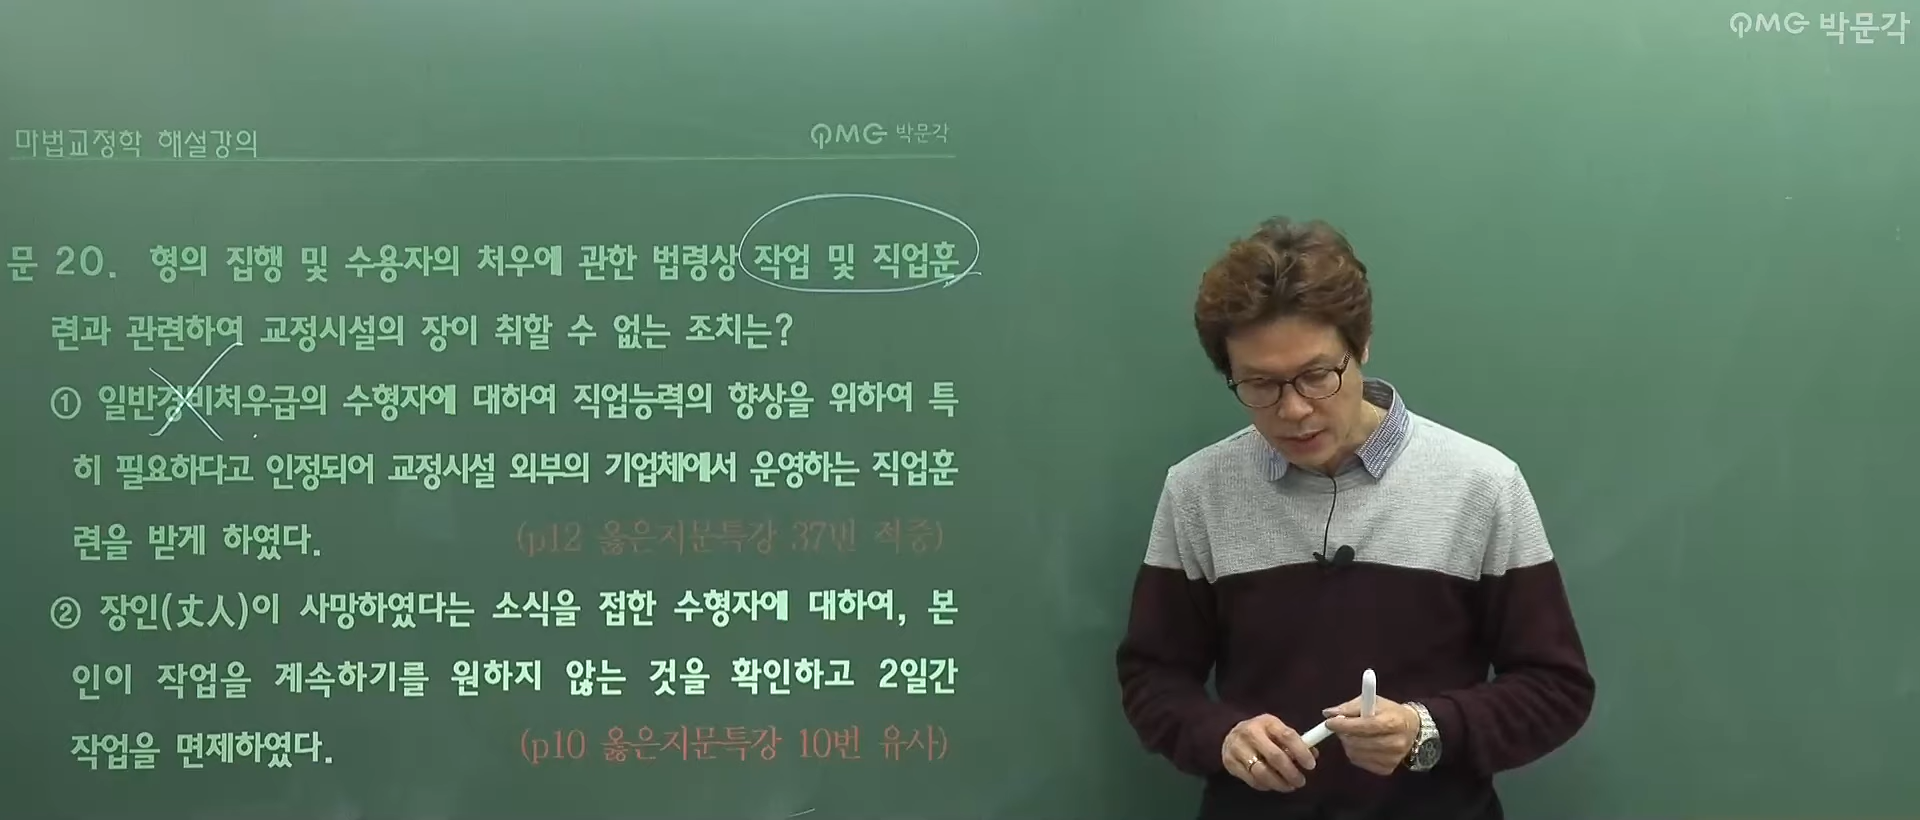 PMG 박문각
마법교정학 해설강의
PMG 박문각
문 20. 형의 집행 및 수용자의 처우에 관한 법령상 작업 및 직업훈
련과 관련하여 교정시설의 장이 취할 수 없는 조치는?
① 일반경비처우급의 수형자에 대하여 직업능력의 향상을 위하여 특
히 필요하다고 인정되어 교정시설 외부의 기업체에서 운영하는 직업훈
련을 받게 하였다.
(p12 옳은지문특강 37번 적중)
② 장인(丈人)이 사망하였다는 소식을 접한 수형자에 대하여, 본
인이 작업을 계속하기를 원하지 않는 것을 확인하고 2일간
작업을 면제하였다.
(p10 옳은지문특강 10번 유사)